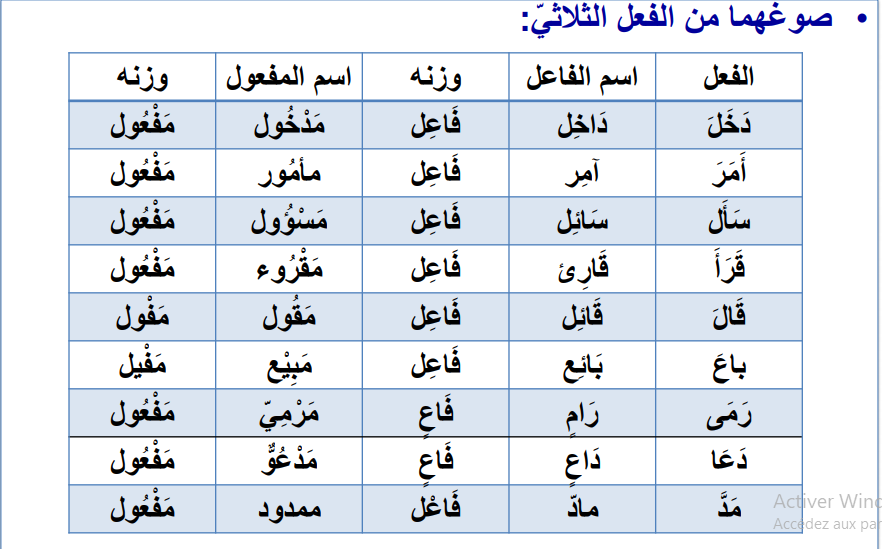 • صوغهما من الفعل الثلاثيّ:
الفعل اسم الفاعل وزنه اسم المفعول وزنه
دَخَلَ دَاخِل فَاعِل مَدْخُول مَفْعُول
أَمَرَ آمِر فَاعِل مأمُور مَفْعُول
سَأَل سَائِل فَاعِل مَسْؤُول مَفْعُول
قَرَأَ قَارِئ فَاعِل مَقْرُوء مَفْعُول
قَالَ قَائِل فَاعِل مَقُول مَفُول
باعَ بَائِع فَاعِل مَبِيْع مَفْيل
رَمَى رَامٍ فَاعٍ مَرْمِيّ مَفْعُول
دَعَا دَاعٍ فَاعٍ مَدْعُوٌّ مَفْعُول
مَدَّ مادّ فَاعْل ممدود مَفْعُول
Activer Winc
Accédez aux par